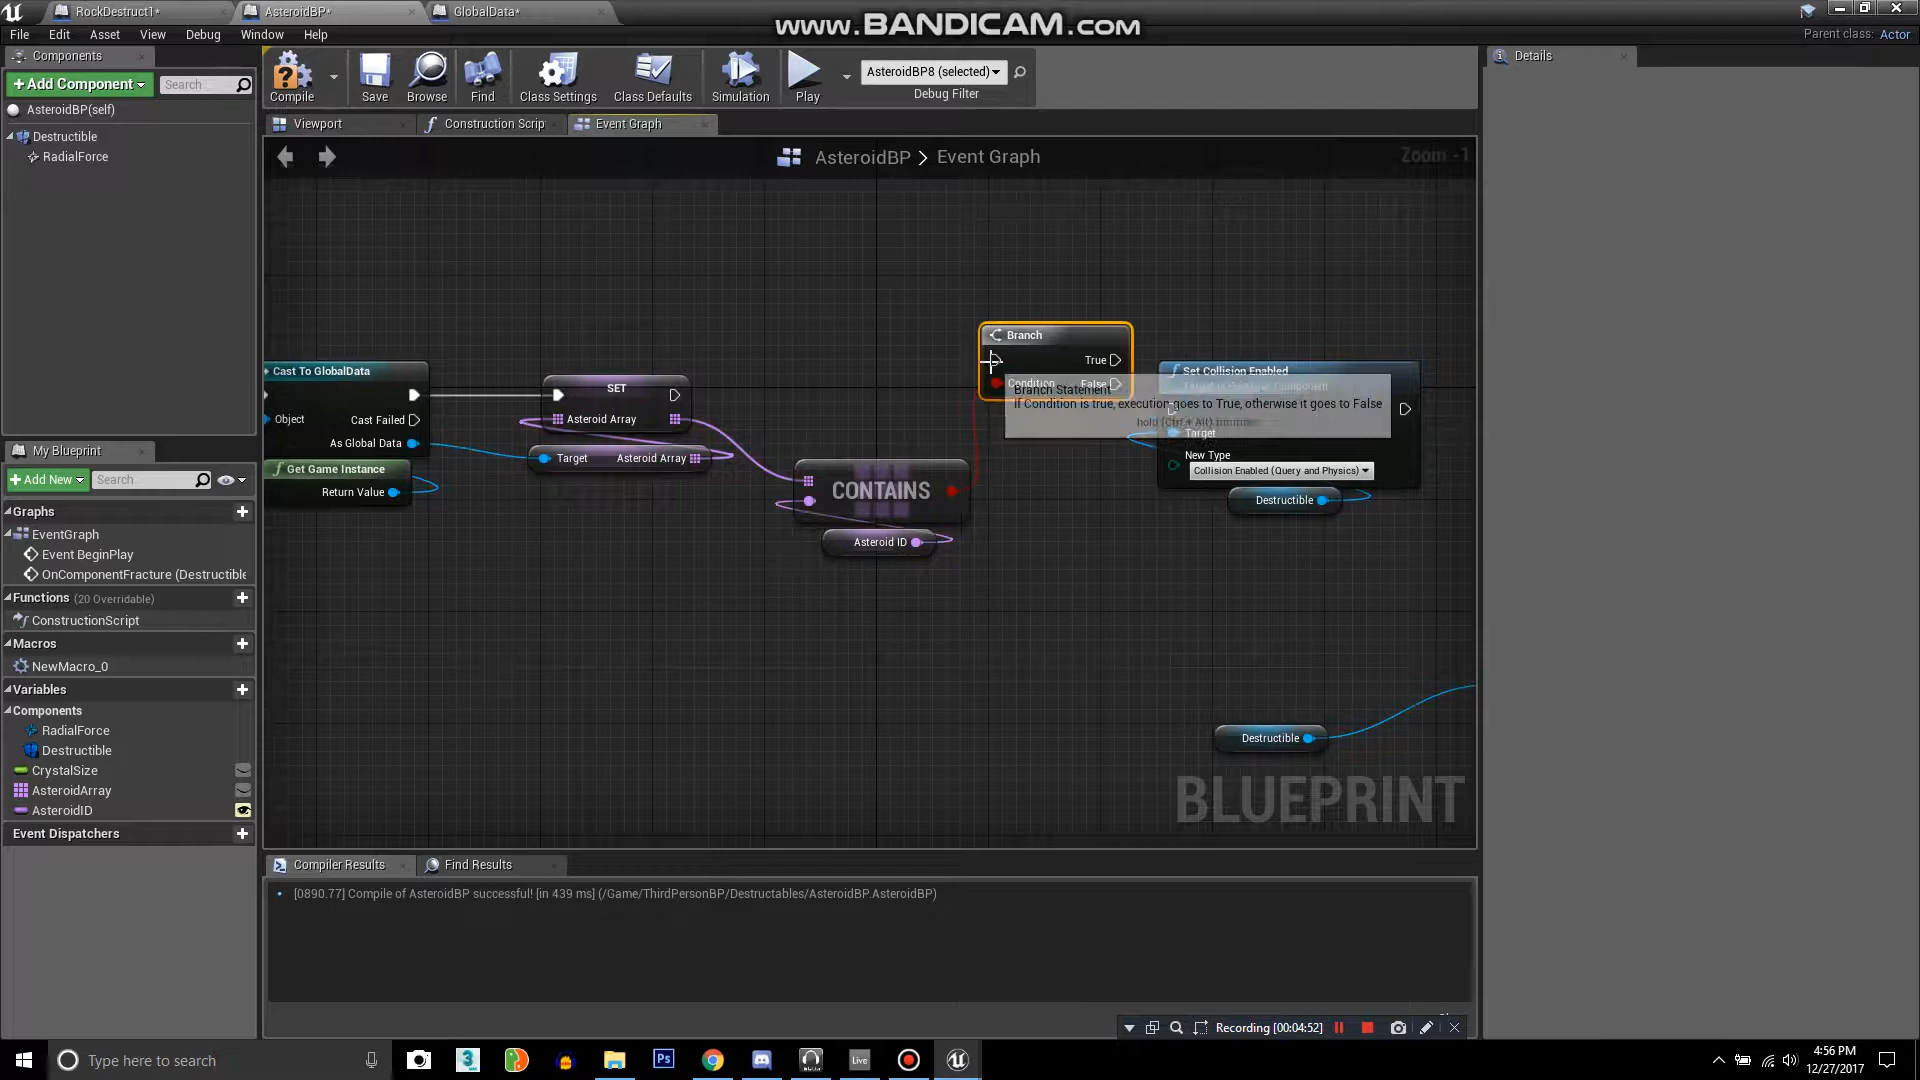 RockDestruct1*
AsteroidBP*
GlobalData*
www.BANDICAM.com
File Edit Asset View Debug Window Help
Parent class: Actor
Components
Details
+Add Component
Search
Compile
Save
Browse
Find
Class Settings
Class Defaults
Simulation
Play
AsteroidBP8 (selected)
Debug Filter
AsteroidBP(self)
Destructible
RadialForce
Viewport
Construction Scrip
Event Graph
AsteroidBP > Event Graph
Zoom -1
Branch
True
Condition
False
Branch Statement
If Condition is true, execution goes to True, otherwise it goes to False
Cast To GlobalData
Object
Cast Failed
As Global Data
Get Game Instance
Return Value
SET
Asteroid Array
Target
Asteroid Array
CONTAINS
Asteroid ID
Set Collision Enabled
Target
New Type
Collision Enabled (Query and Physics)
Destructible
Destructible
BLUEPRINT
My Blueprint
+Add New
Search
Graphs
EventGraph
Event BeginPlay
OnComponentFracture (Destructible
Functions (20 Overridable)
ConstructionScript
Macros
NewMacro_0
Variables
Components
RadialForce
Destructible
CrystalSize
AsteroidArray
AsteroidID
Event Dispatchers
Compiler Results
Find Results
[0890.77] Compile of AsteroidBP successful! [in 439 ms] (/Game/ThirdPersonBP/Destructables/AsteroidBP.AsteroidBP)
Recording [00:04:52]
Type here to search
Ps
Live
4:56 PM
12/27/2017